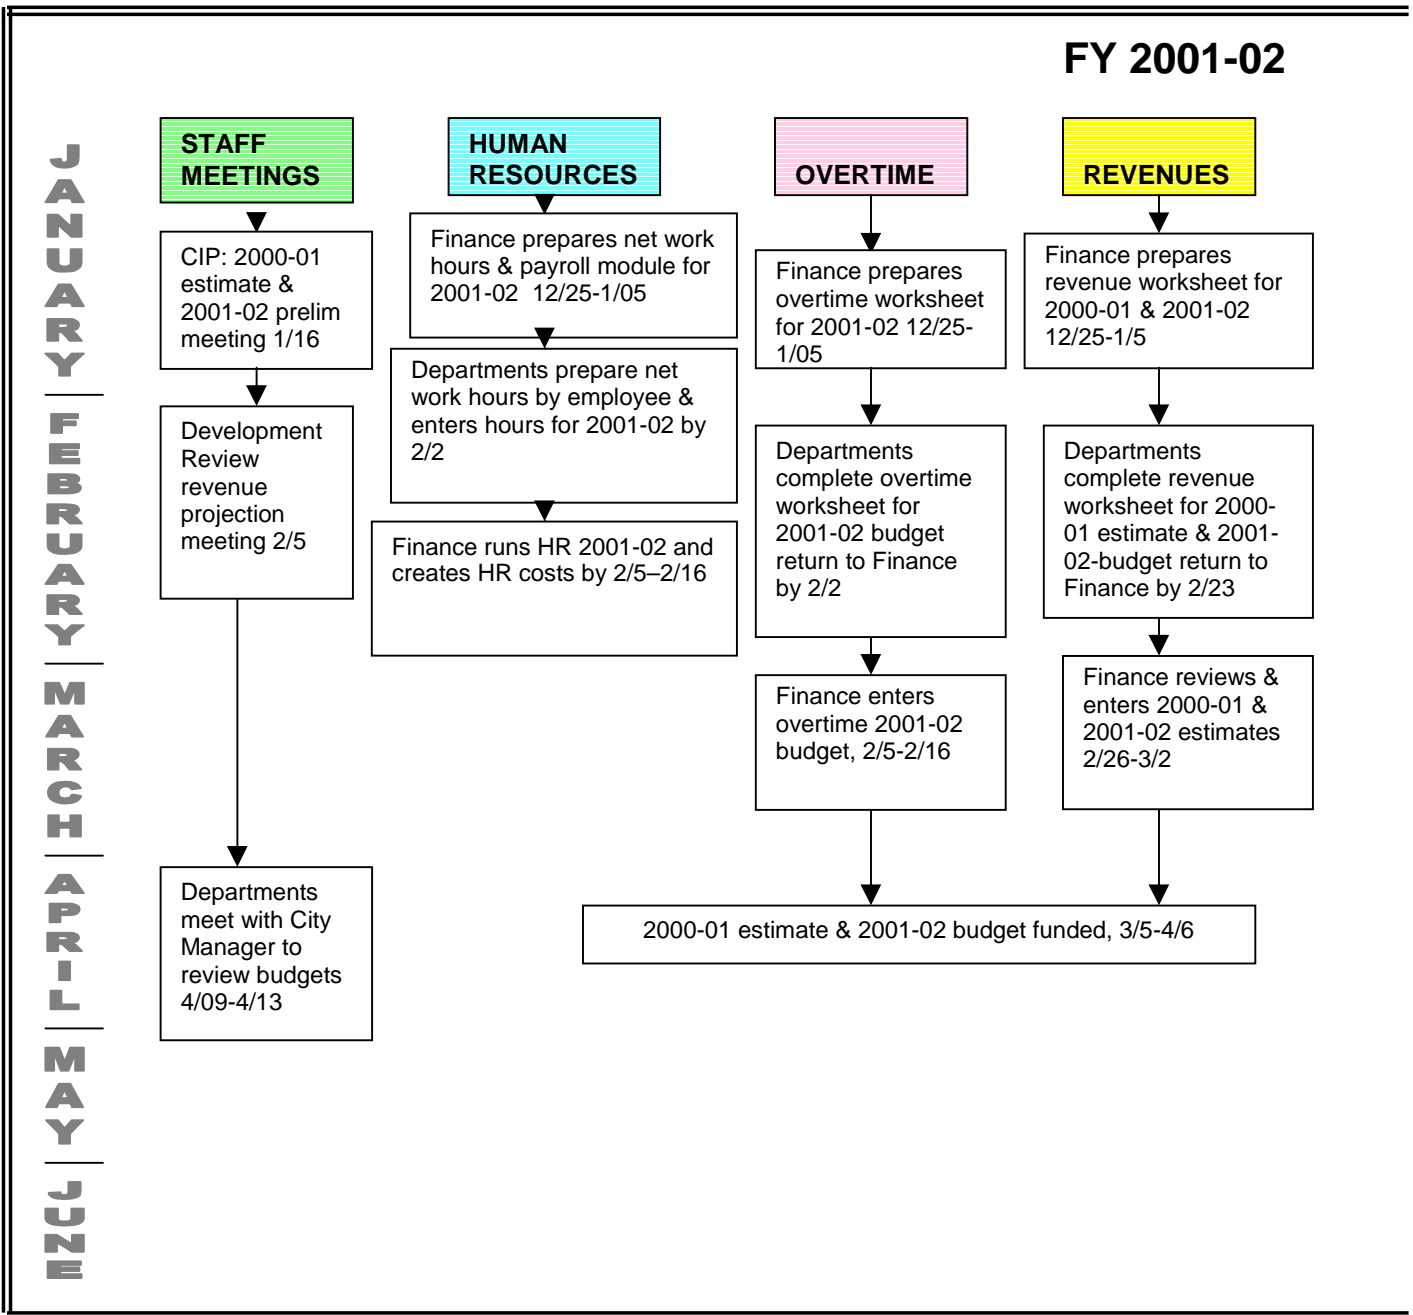 FY 2001-02
JANUARY
FEBRUARY
MARCH
APRIL
MAY
JUNE
STAFF
MEETINGS
CIP: 2000-01
estimate &
2001-02 prelim
meeting 1/16
Development
Review
revenue
projection
meeting 2/5
Departments
meet with City
Manager to
review budgets
4/09-4/13
HUMAN
RESOURCES
Finance prepares net work
hours & payroll module for
2001-02  12/25-1/05
Departments prepare net
work hours by employee &
enters hours for 2001-02 by
2/2
Finance runs HR 2001-02 and
creates HR costs by 2/5–2/16
OVERTIME
Finance prepares
overtime worksheet
for 2001-02 12/25-
1/05
Departments
complete overtime
worksheet for
2001-02 budget
return to Finance
by 2/2
Finance enters
overtime 2001-02
budget, 2/5-2/16
REVENUES
Finance prepares
revenue worksheet for
2000-01 & 2001-02
12/25-1/5
Departments
complete revenue
worksheet for 2000-
01 estimate & 2001-
02-budget return to
Finance by 2/23
Finance reviews &
enters 2000-01 &
2001-02 estimates
2/26-3/2
2000-01 estimate & 2001-02 budget funded, 3/5-4/6